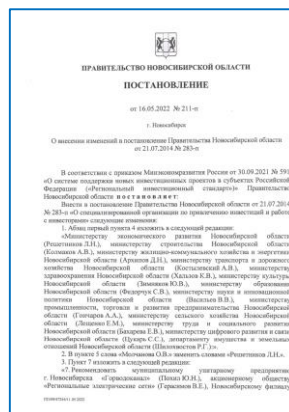 ПРАВИТЕЛЬСТВО НОВОСИБИРСКОЙ ОБЛАСТИ
ПОСТАНОВЛЕНИЕ
от 16.05.2022 № 211-п
г. Новосибирск
О внесении изменений в постановление Правительства Новосибирской области
от 21.07.2014 № 283-п
В соответствии с приказом Минэкономразвития России от 30.09.2021 № 591
«О системе поддержки новых инвестиционных проектов в субъектах Российской
Федерации («Региональный инвестиционный стандарт»)» Правительство
Новосибирской области п о с т а н о в л я е т:
Внести в постановление Правительства Новосибирской области от 21.07.2014
№ 283-п «О специализированной организации по привлечению инвестиций и работе
с инвесторами» следующие изменения:
1. Абзац первый пункта 4 изложить в следующей редакции:
«Министерству экономического развития Новосибирской области
(Решетников Л.Н.), министерству строительства Новосибирской области
(Колмаков А.В.), министерству жилищно-коммунального хозяйства и энергетики
Новосибирской области (Архипов Д.Н.), министерству транспорта и дорожного
хозяйства Новосибирской области (Костылевский А.В.), министерству
здравоохранения Новосибирской области (Хальзов К.В.), министерству культуры
Новосибирской области (Зимняков Ю.В.), министерству образования
Новосибирской области (Федорчук С.В.), министерству науки и инновационной
политики Новосибирской области (Васильев В.В.), министерству
промышленности, торговли и развития предпринимательства Новосибирской
области (Гончаров А.А.), министерству сельского хозяйства Новосибирской
области (Лещенко Е.М.), министерству труда и социального развития
Новосибирской области (Бахарева Е.В.), министерству цифрового развития и связи
Новосибирской области (Цукарь С.С.), департаменту имущества и земельных
отношений Новосибирской области (Шилохвостов Р.Г.)».
2. В пункте 5 слова «Молчанова О.В.» заменить словами «Решетников Л.Н.».
3. Пункт 7 изложить в следующей редакции:
«7. Рекомендовать муниципальному унитарному предприятию
г. Новосибирска «Горводоканал» (Похил Ю.Н.), акционерному обществу
«Региональные электрические сети» (Герасимов В.Е.), Новосибирскому филиалу